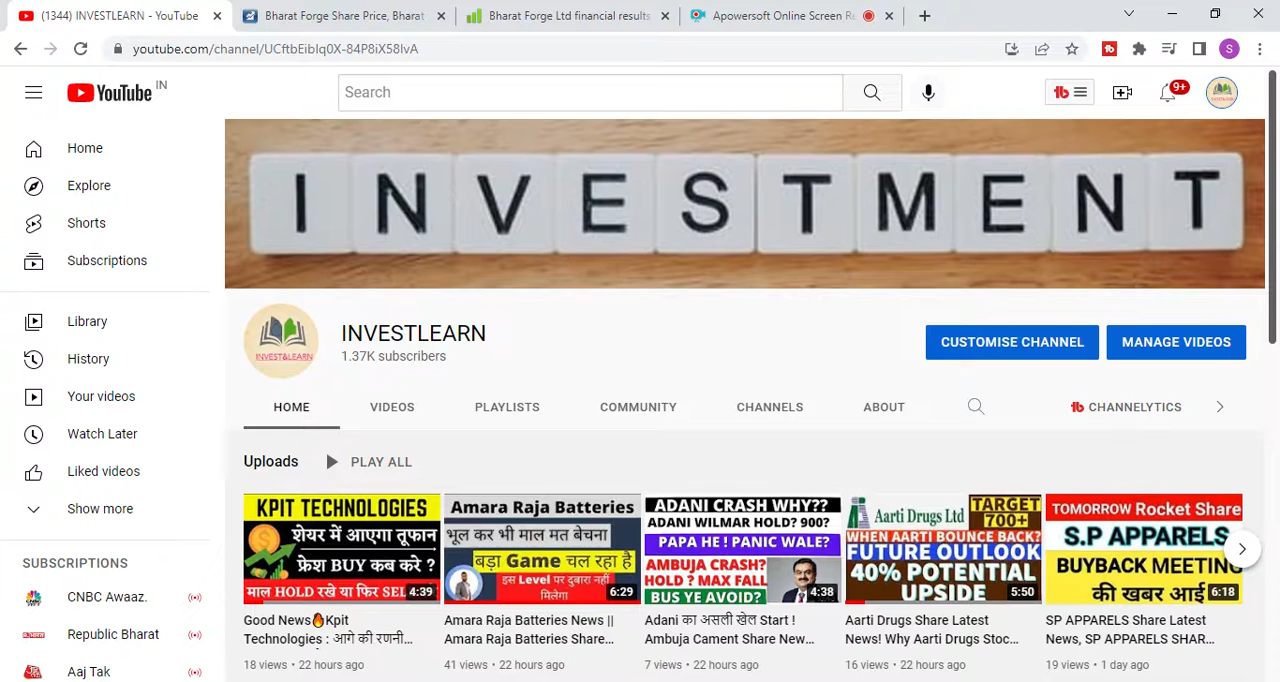 (1344) INVESTLEARN - YouTube
Bharat Forge Share Price, Bharat
Bharat Forge Ltd financial results
Apowersoft Online Screen Re
youtube.com/channel/UCftbEibIq0X-84P8iX58IvA
S
YouTube IN
Search
9+
Home
Explore
Shorts
Subscriptions
Library
History
Your videos
Watch Later
Liked videos
Show more
SUBSCRIPTIONS
CNBC Awaaz.
Republic Bharat
Aaj Tak
INVESTMENT
INVEST&LEARN
INVESTLEARN
1.37K subscribers
CUSTOMISE CHANNEL
MANAGE VIDEOS
HOME
VIDEOS
PLAYLISTS
COMMUNITY
CHANNELS
ABOUT
CHANNELYTICS
Uploads
PLAY ALL
KPIT TECHNOLOGIES
शेयर में आएगा तूफान
फ्रेश BUY कब करे ?
माल HOLD रखे या फिर SEL
4:39
Good News🔥Kpit
Technologies : आगे की रणनी...
18 views • 22 hours ago
Amara Raja Batteries
भूल कर भी माल मत बेचना
बड़ा Game चल रहा है
इस Level पर दुबारा नहीं
मिलेगा
6:29
Amara Raja Batteries News ||
Amara Raja Batteries Share...
41 views • 22 hours ago
ADANI CRASH WHY??
ADANI WILMAR HOLD? 900?
PAPA HE ! PANIC WALE?
AMBUJA CRASH?
HOLD ? MAX FALL
BUS YE AVOID?
4:38
Adani का असली खेल Start !
Ambuja Cament Share New...
7 views • 22 hours ago
Aarti Drugs Ltd
TARGET
700+
WHEN AARTI BOUNCE BACK?
FUTURE OUTLOOK
40% POTENTIAL
UPSIDE
5:50
Aarti Drugs Share Latest
News! Why Aarti Drugs Stoc...
16 views • 22 hours ago
TOMORROW Rocket Share
S.P APPARELS
BUYBACK MEETING
की खबर आई
6:18
SP APPARELS Share Latest
News, SP APPARELS SHAR...
19 views • 1 day ago